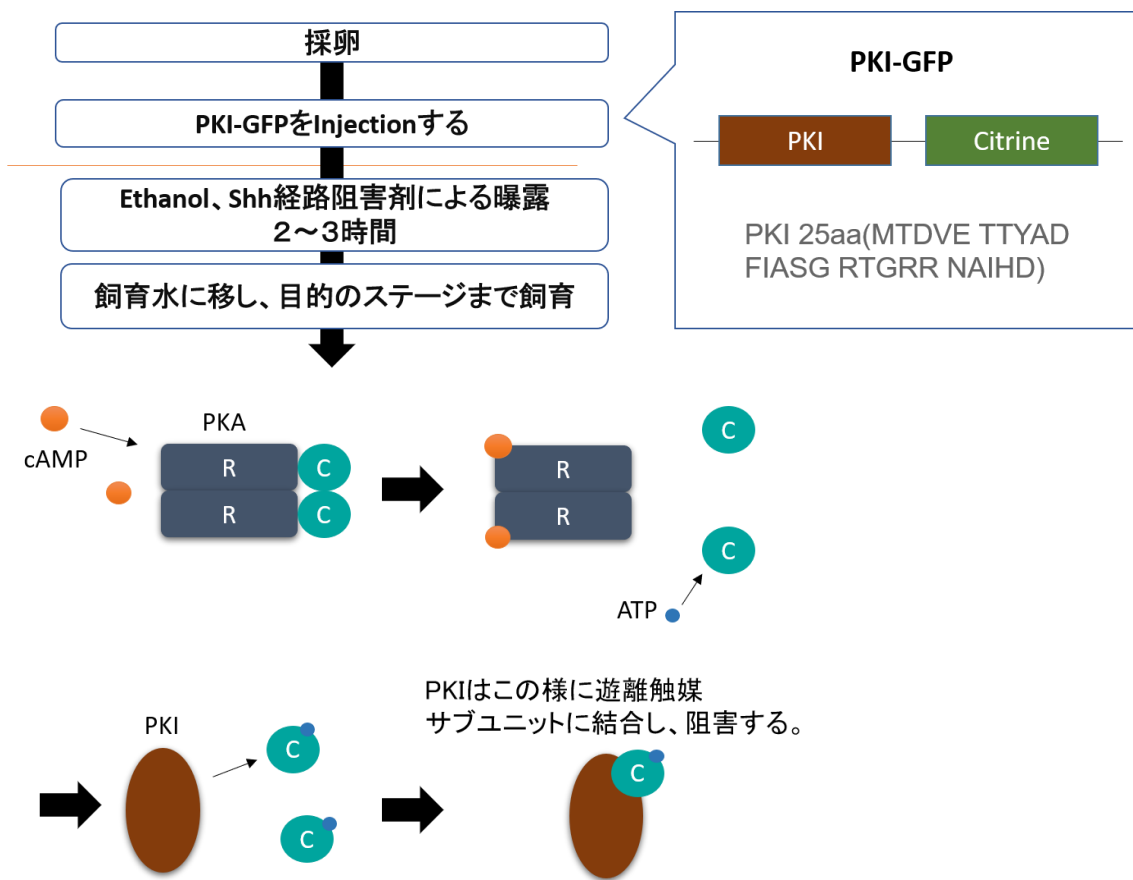 採卵
PKI-GFPをInjectionする
Ethanol、Shh経路阻害剤による曝露
２～３時間
飼育水に移し、目的のステージまで飼育
PKI-GFP
PKI
Citrine
PKI 25aa(MTDVE TTYAD
FIASG RTGRR NAIHD)
cAMP
PKA
R
C
R
C
R
R
C
C
ATP
PKI
C
C
PKIはこの様に遊離触媒
サブユニットに結合し、阻害する。
C